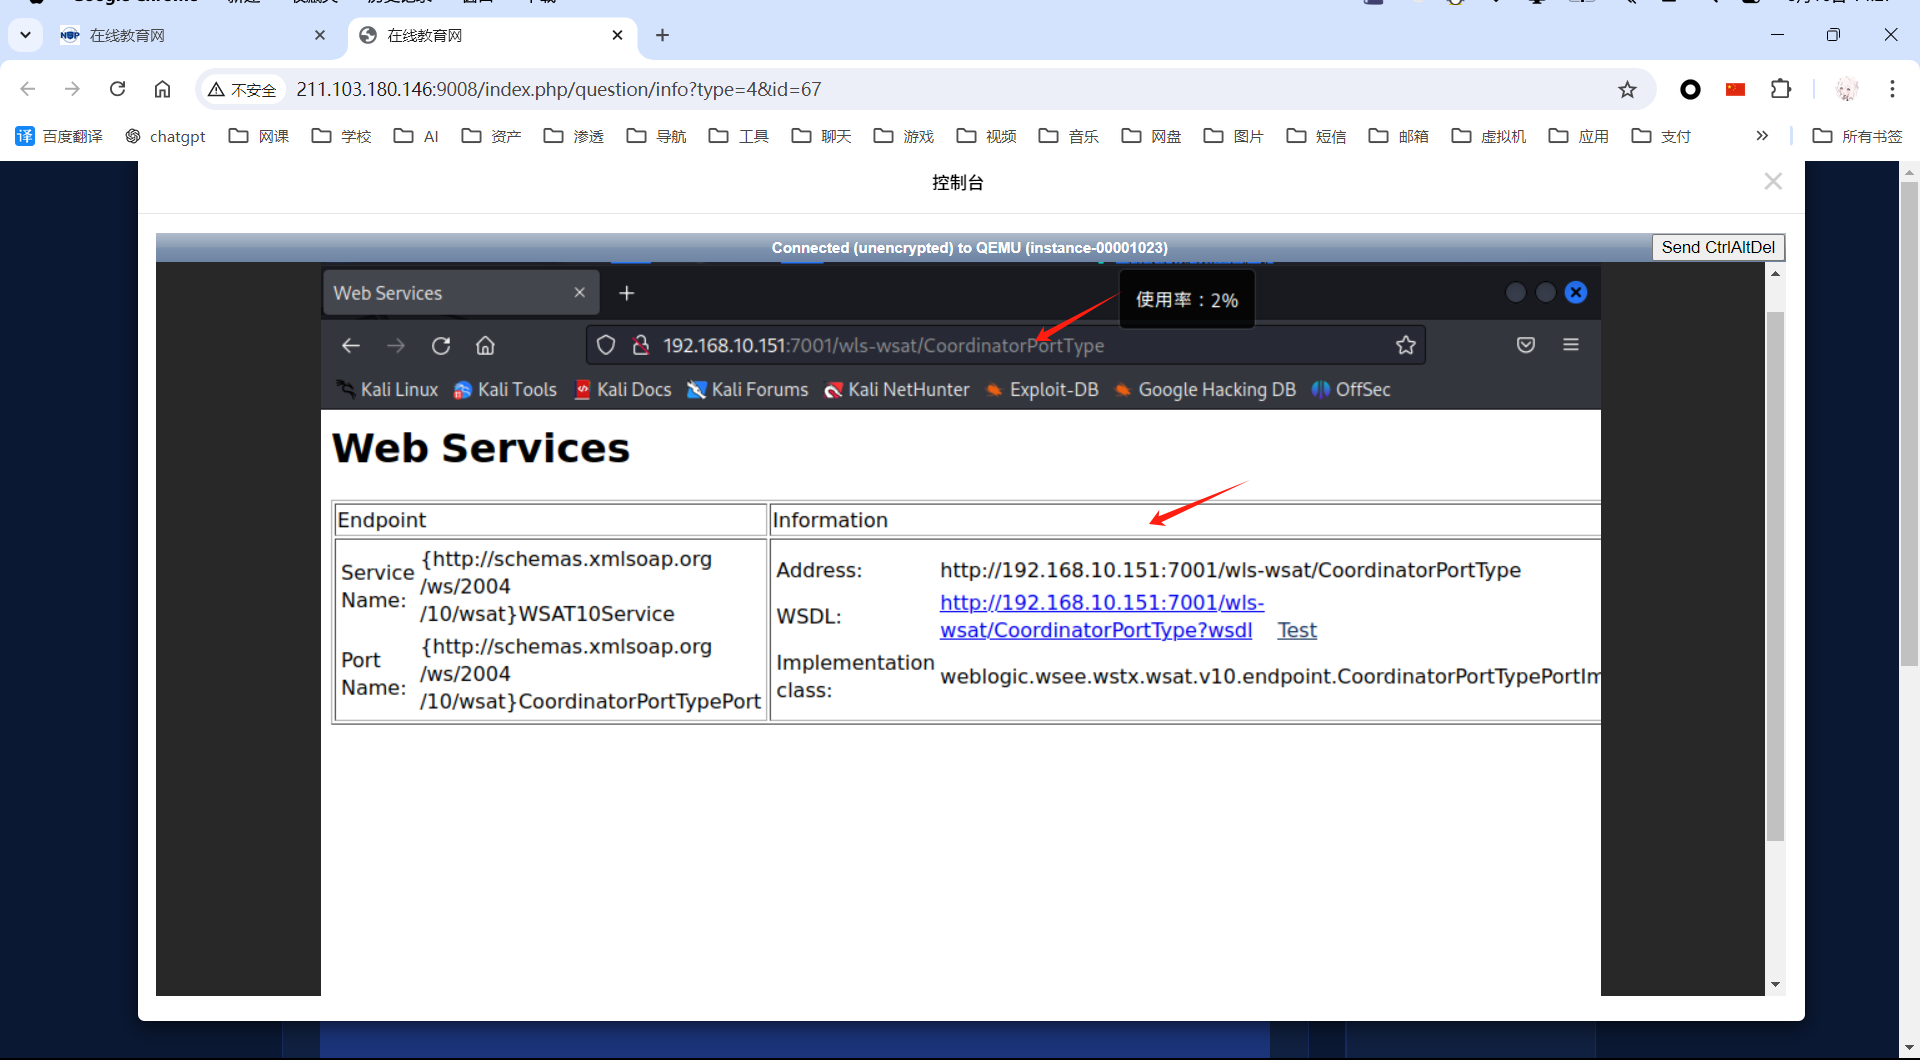 在线教育网
在线教育网
不安全
211.103.180.146:9008/index.php/question/info?type=4&id=67
百度翻译
chatgpt
网课
学校
AI
资产
渗透
导航
工具
聊天
游戏
视频
音乐
网盘
图片
短信
邮箱
虚拟机
应用
支付
所有书签
控制台
Connected (unencrypted) to QEMU (instance-00001023)
Send CtrlAltDel
Web Services
使用率：2%
192.168.10.151:7001/wls-wsat/CoordinatorPortType
Kali Linux
Kali Tools
Kali Docs
Kali Forums
Kali NetHunter
Exploit-DB
Google Hacking DB
OffSec
Web Services
Endpoint
Information
Service Name:
{http://schemas.xmlsoap.org
/ws/2004
/10/wsat}WSAT10Service
Port Name:
{http://schemas.xmlsoap.org
/ws/2004
/10/wsat}CoordinatorPortTypePort
Address:
http://192.168.10.151:7001/wls-wsat/CoordinatorPortType
WSDL:
http://192.168.10.151:7001/wls-
wsat/CoordinatorPortType?wsdl
Test
Implementation
class:
weblogic.wsee.wstx.wsat.v10.endpoint.CoordinatorPortTypePortIm